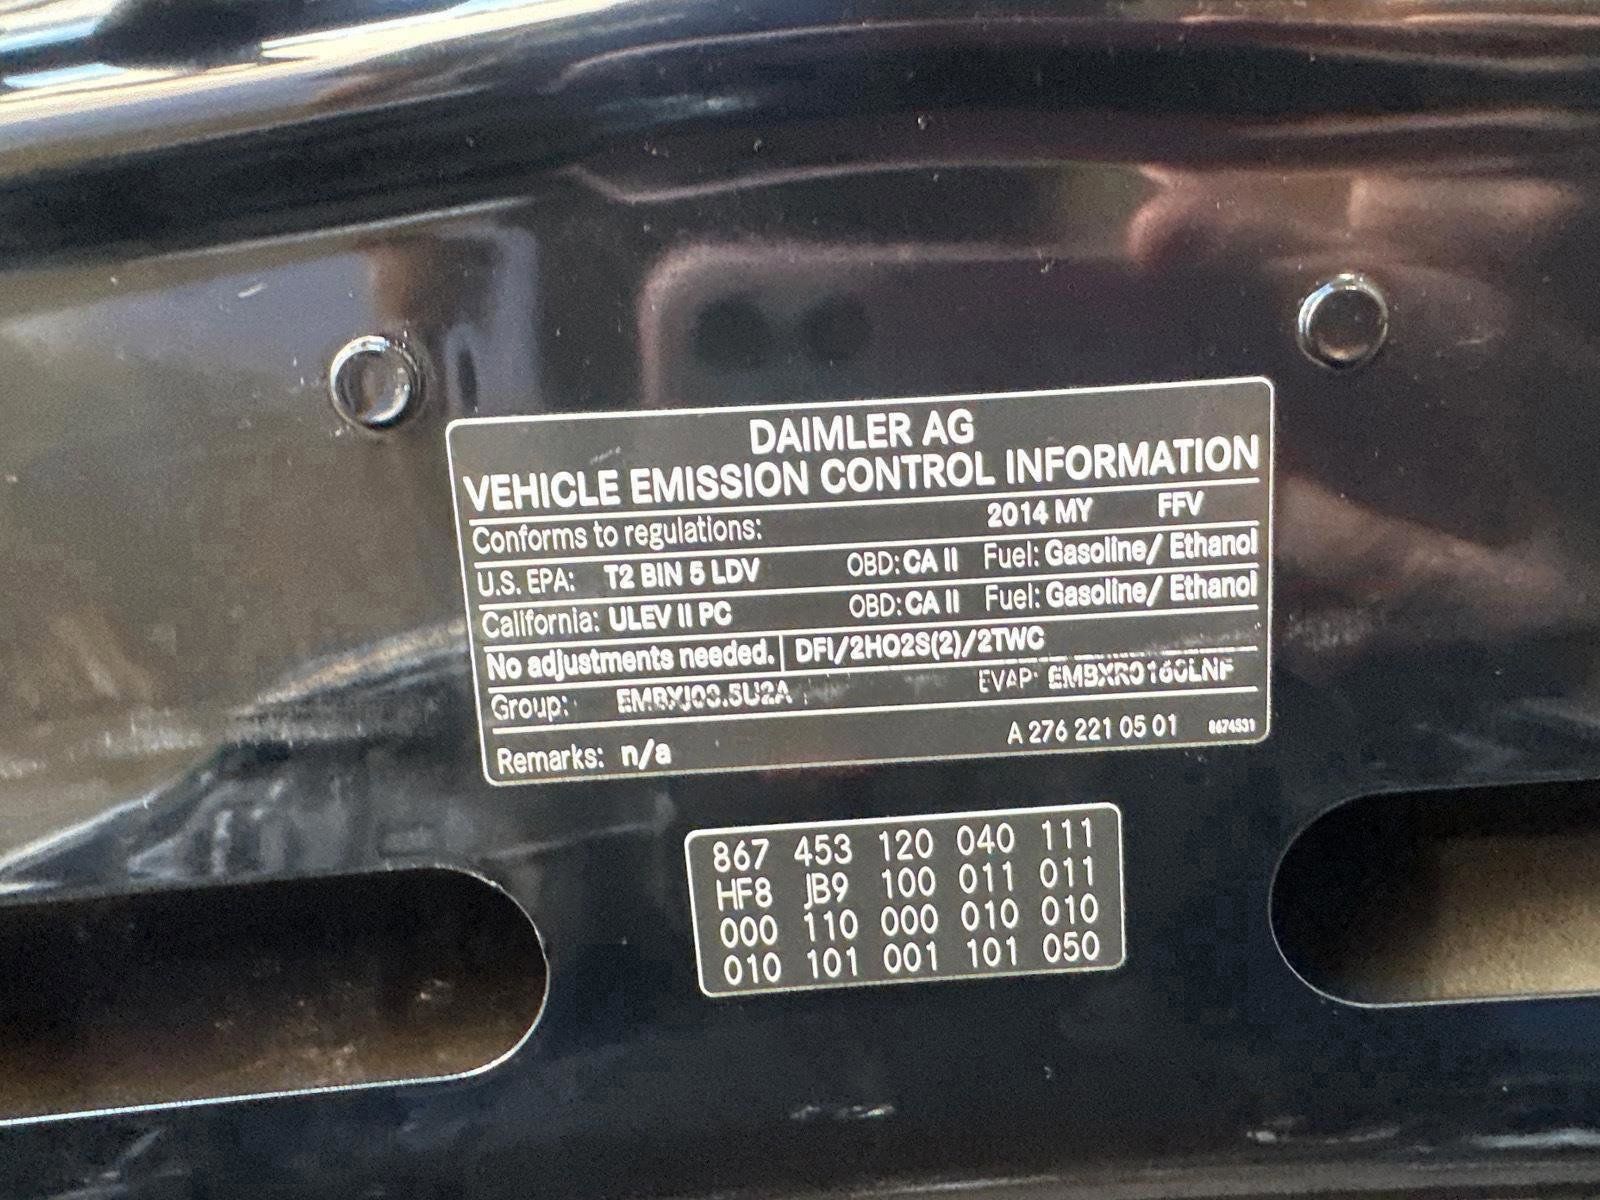 DAIMLER AG
VEHICLE EMISSION CONTROL INFORMATION
Conforms to regulations: 2014 MY FFV
U.S. EPA: T2 BIN 5 LDV OBD: CA II Fuel: Gasoline/ Ethanol
California: ULEV II PC OBD: CA II Fuel: Gasoline/ Ethanol
No adjustments needed. DFI/2HO2S(2)/2TWC
Group: EVAP:
Remarks: n/a A 276 221 05 01
867 453 120 040 111
HF8 JB9 100 011 011
000 110 000 010 010
010 101 001 101 050